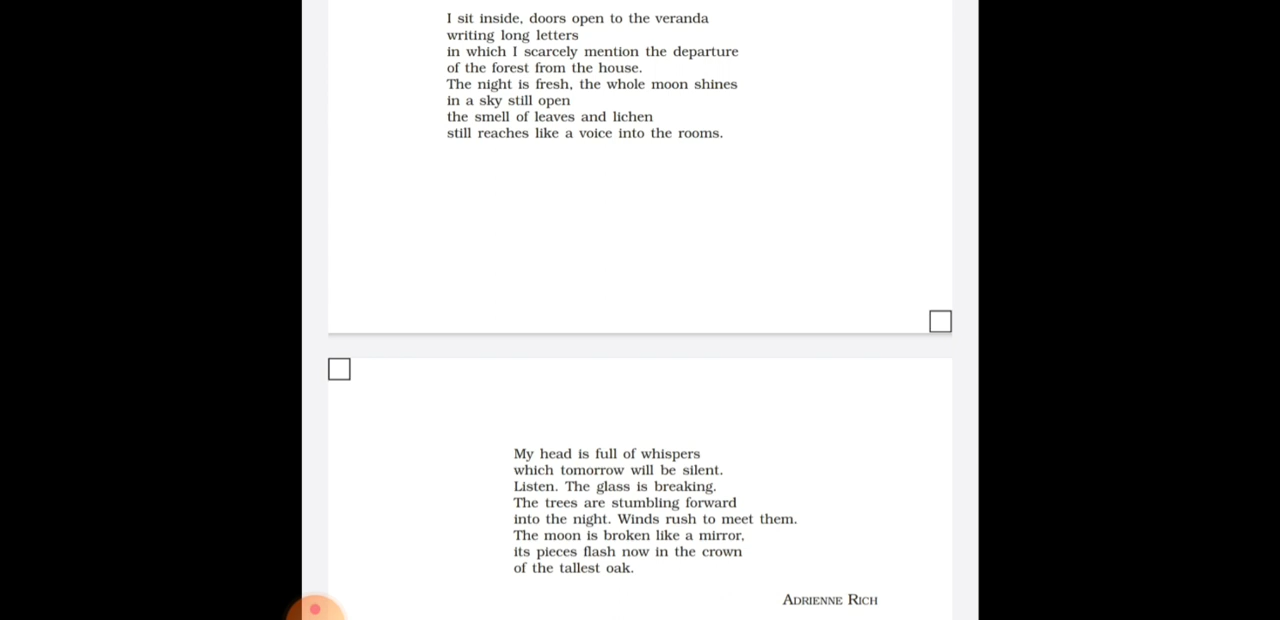 I sit inside, doors open to the veranda
writing long letters
in which I scarcely mention the departure
of the forest from the house.
The night is fresh, the whole moon shines
in a sky still open
the smell of leaves and lichen
still reaches like a voice into the rooms.
My head is full of whispers
which tomorrow will be silent.
Listen. The glass is breaking.
The trees are stumbling forward
into the night. Winds rush to meet them.
The moon is broken like a mirror,
its pieces flash now in the crown
of the tallest oak.
ADRIENNE RICH